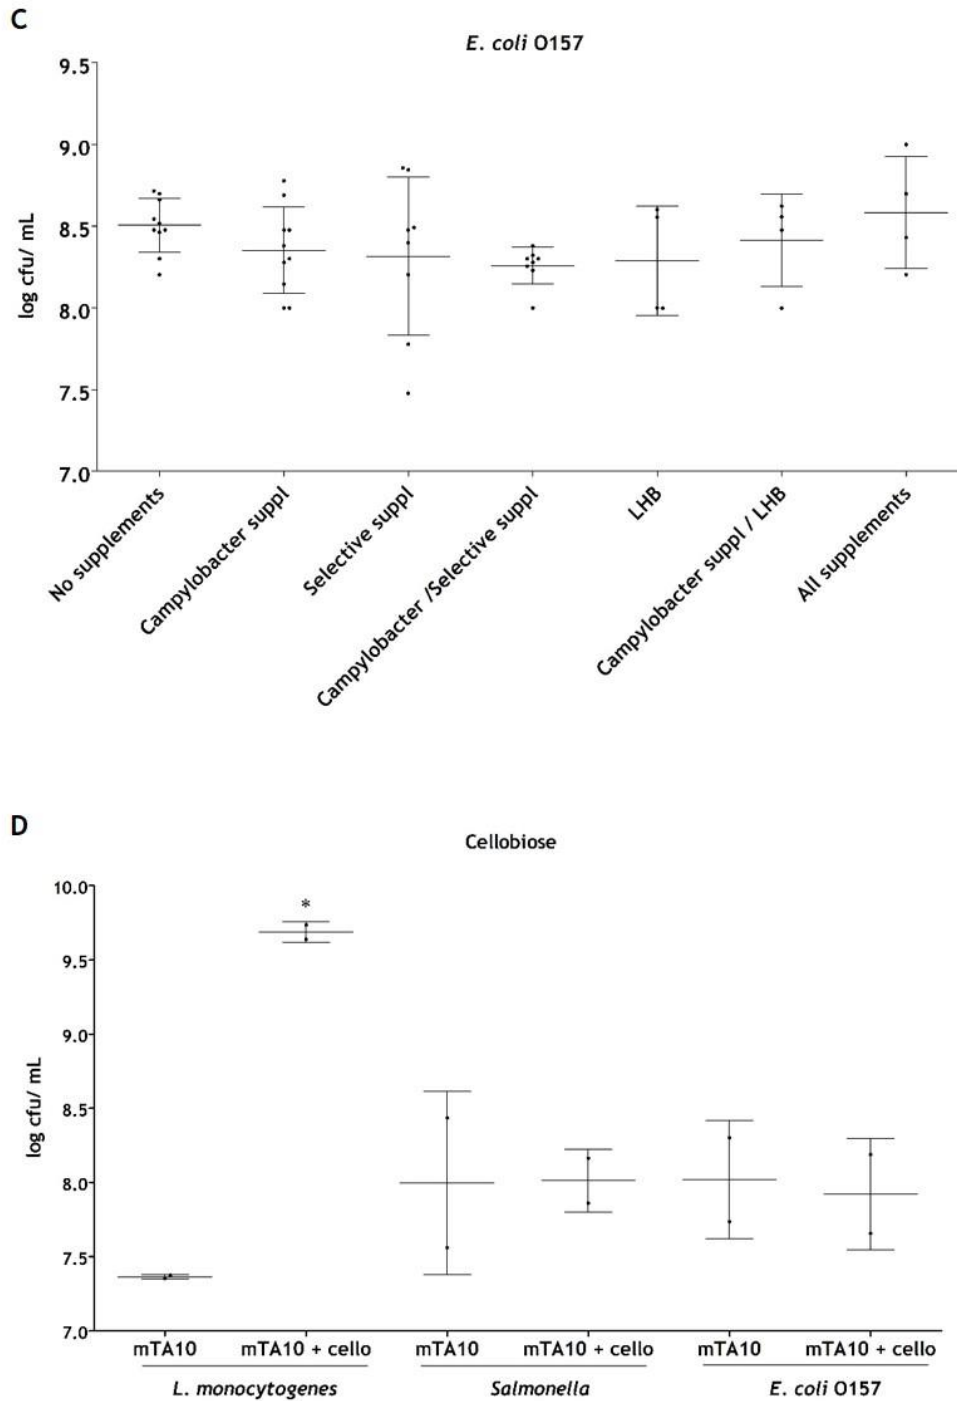 C
E. coli O157
9.5
9.0
8.5
8.0
7.5
7.0
log cfu/ mL
No supplements
Campylobacter suppl
Selective suppl
Campylobacter /Selective suppl
LHB
Campylobacter suppl / LHB
All supplements
D
Cellobiose
10.0
9.5
9.0
8.5
8.0
7.5
7.0
log cfu/ mL
*
mTA10 mTA10 + cello mTA10 mTA10 + cello mTA10 mTA10 + cello
L. monocytogenes Salmonella E. coli O157